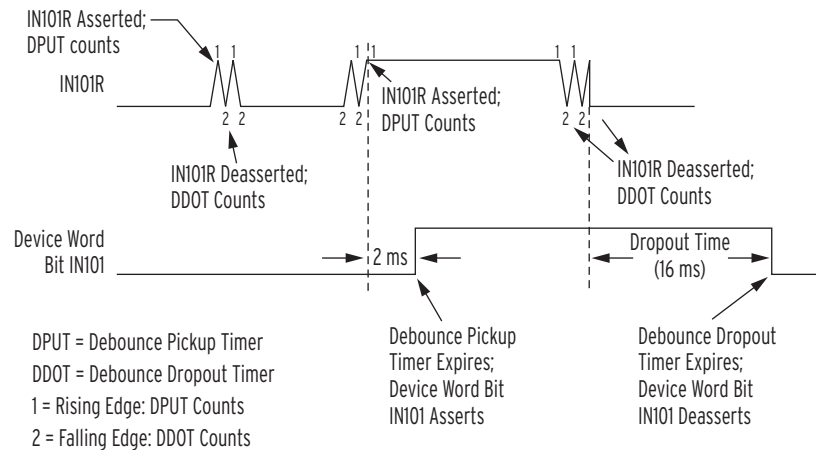 IN101R Asserted;
DPUT counts
1 1
1 1
1 1
IN101R
2 2
2 2
2 2
IN101R Asserted;
DPUT Counts
IN101R Deasserted;
DDOT Counts
IN101R Deasserted;
DDOT Counts
Device Word
Bit IN101
2 ms
Dropout Time
(16 ms)
DPUT = Debounce Pickup Timer
DDOT = Debounce Dropout Timer
1 = Rising Edge: DPUT Counts
2 = Falling Edge: DDOT Counts
Debounce Pickup
Timer Expires;
Device Word Bit
IN101 Asserts
Debounce Dropout
Timer Expires;
Device Word Bit
IN101 Deasserts